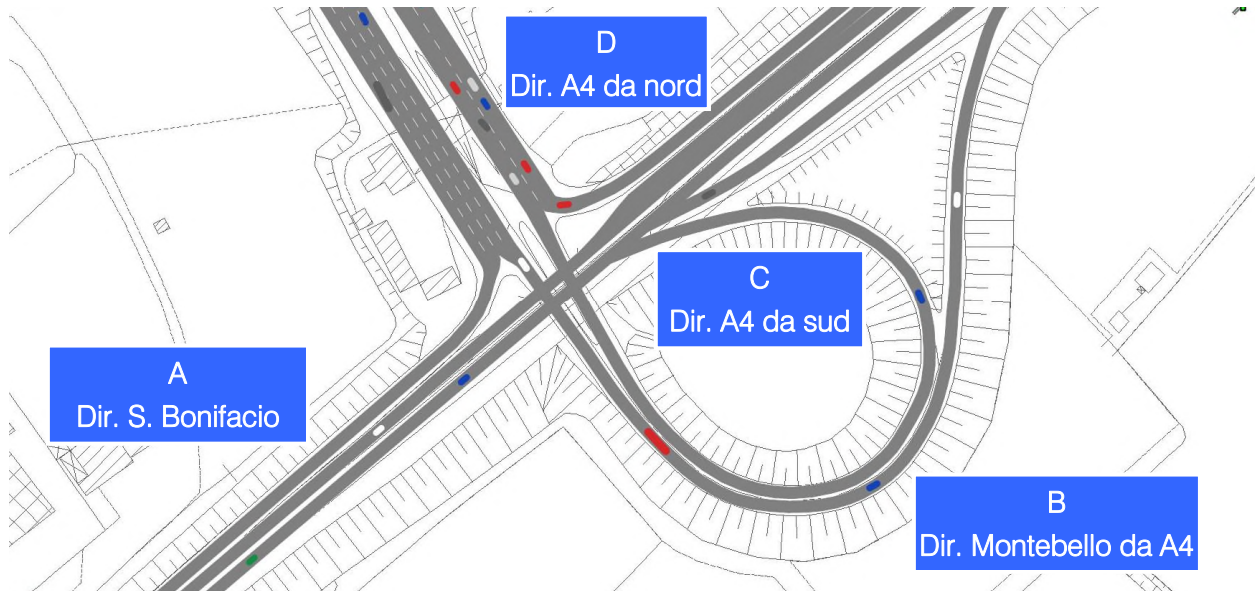 D
Dir. A4 da nord
C
Dir. A4 da sud
A
Dir. S. Bonifacio
B
Dir. Montebello da A4